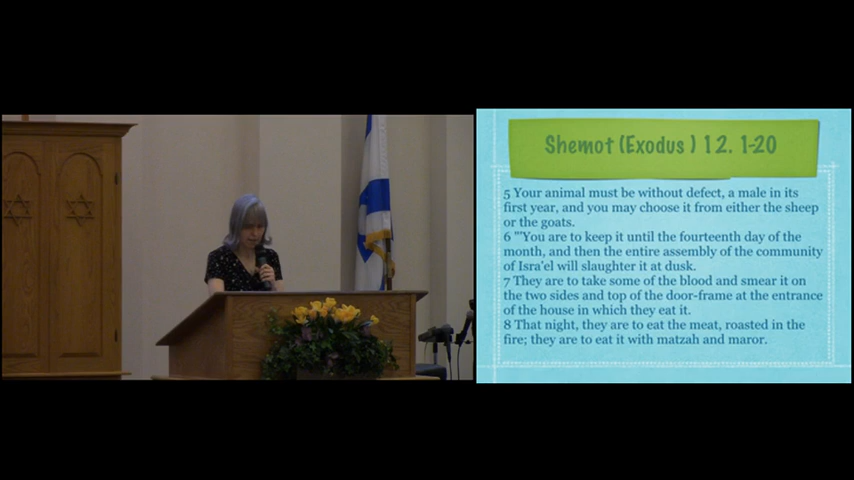 Shemot (Exodus ) 12. 1-20
5 Your animal must be without defect, a male in its
first year, and you may choose it from either the sheep
or the goats.
6 "'You are to keep it until the fourteenth day of the
month, and then the entire assembly of the community
of Isra'el will slaughter it at dusk.
7 They are to take some of the blood and smear it on
the two sides and top of the door-frame at the entrance
of the house in which they eat it.
8 That night, they are to eat the meat, roasted in the
fire; they are to eat it with matzah and maror.